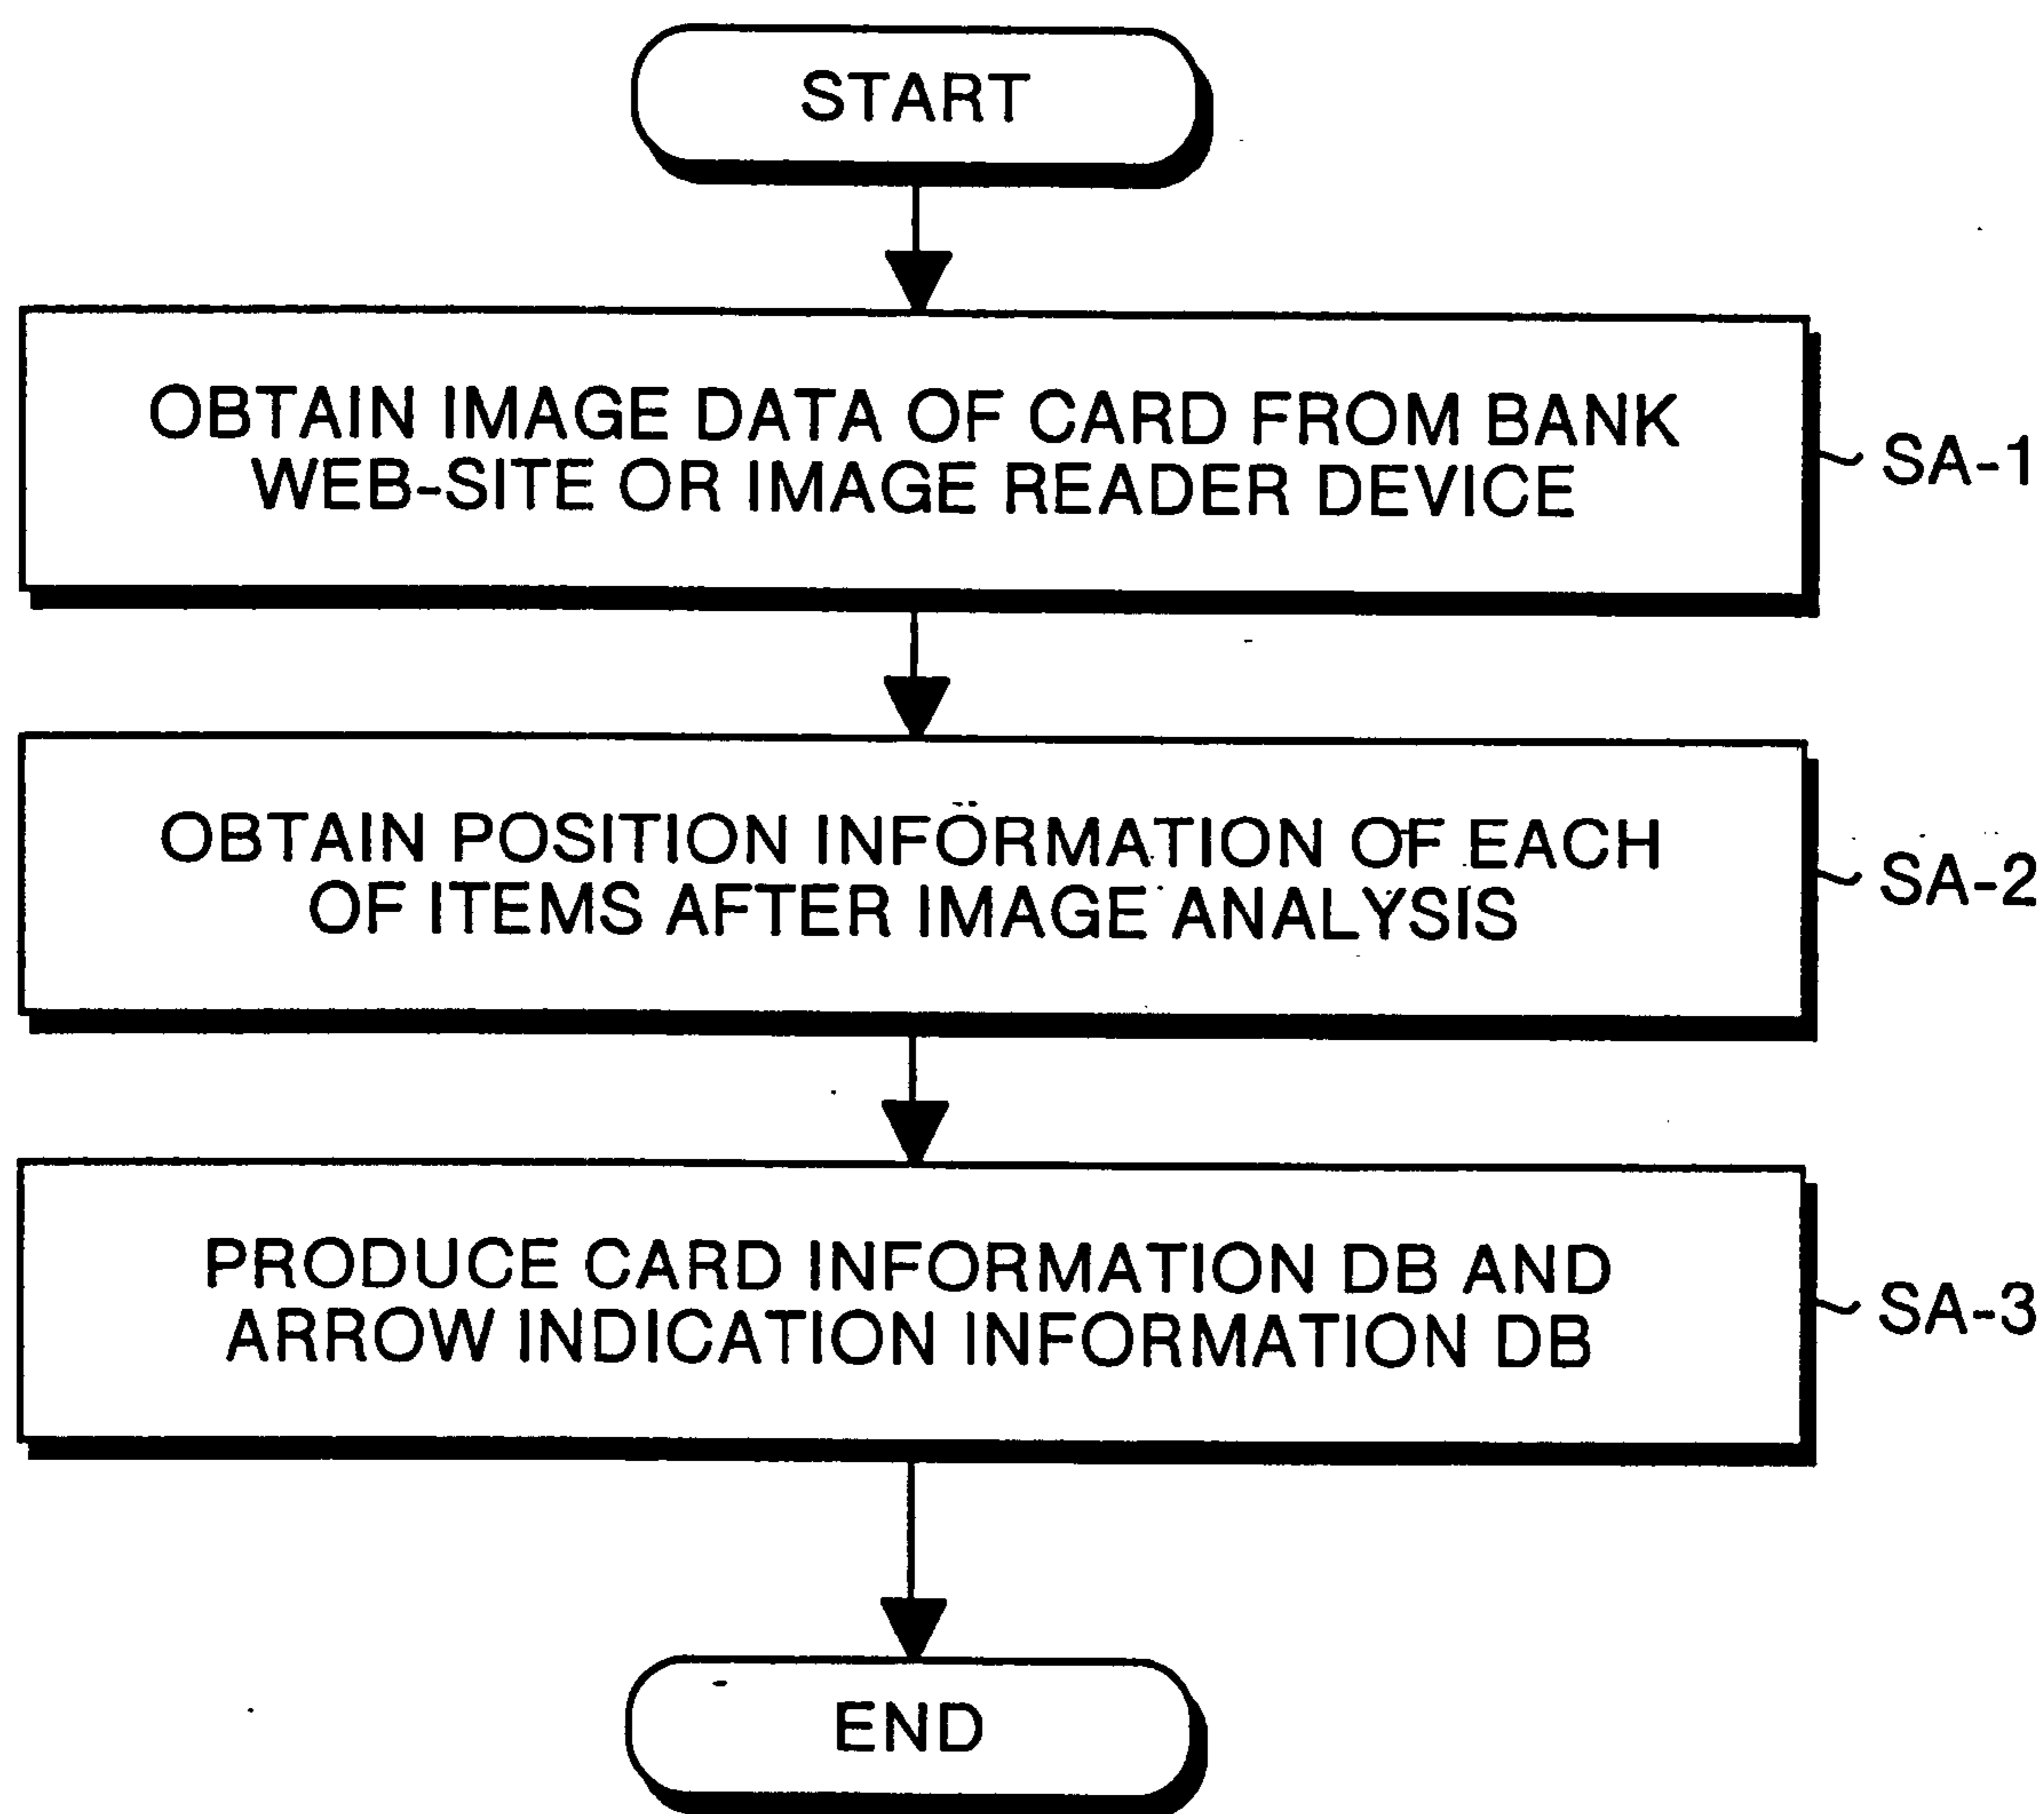 START
OBTAIN IMAGE DATA OF CARD FROM BANK
WEB-SITE OR IMAGE READER DEVICE
SA-1
OBTAIN POSITION INFORMATION OF EACH
OF ITEMS AFTER IMAGE ANALYSIS
SA-2
PRODUCE CARD INFORMATION DB AND
ARROW INDICATION INFORMATION DB
SA-3
END